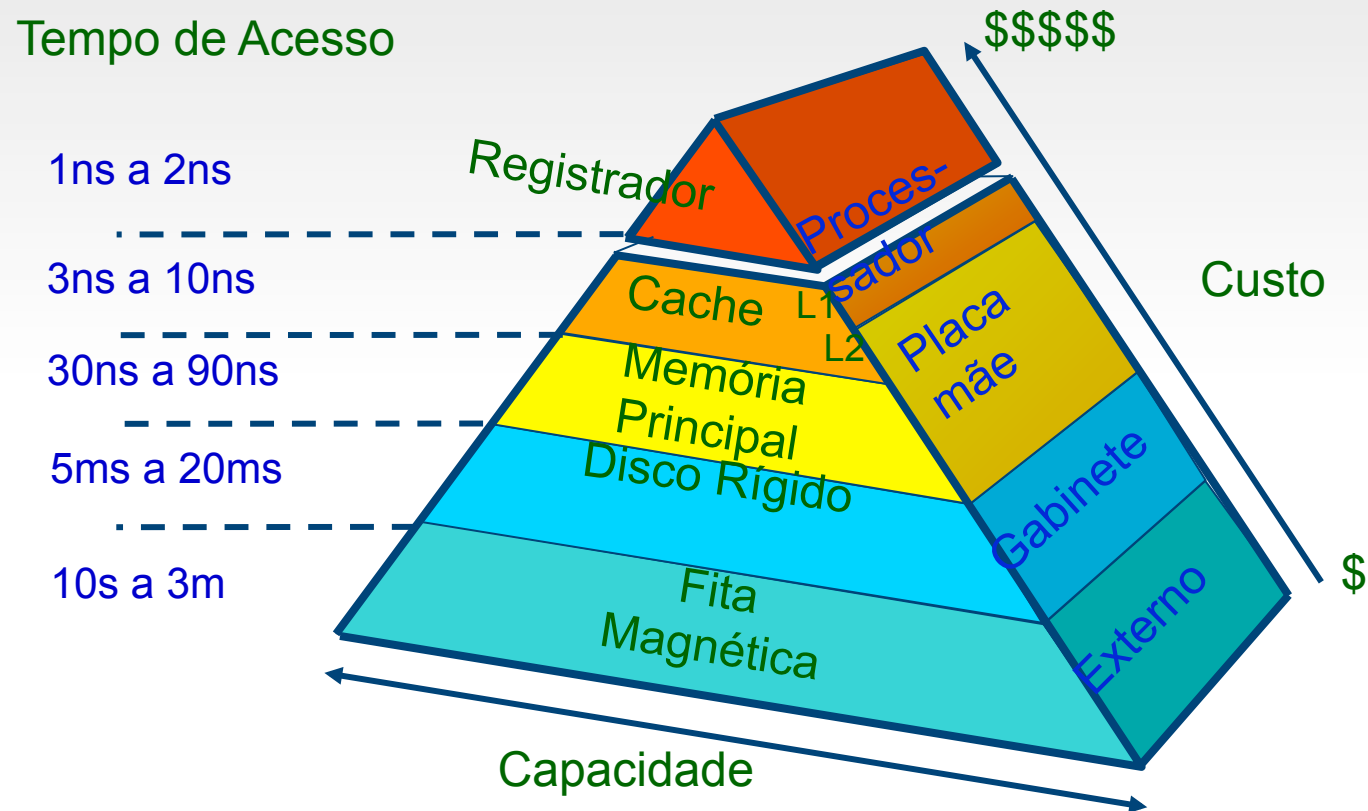 Tempo de Acesso
$$$$$
1ns a 2ns
Registrador
Proces-
sador
3ns a 10ns
Cache
L1
L2
Custo
Placa
mãe
30ns a 90ns
Memória
Principal
5ms a 20ms
Disco Rígido
Gabinete
10s a 3m
Fita
Magnética
Externo
$
Capacidade